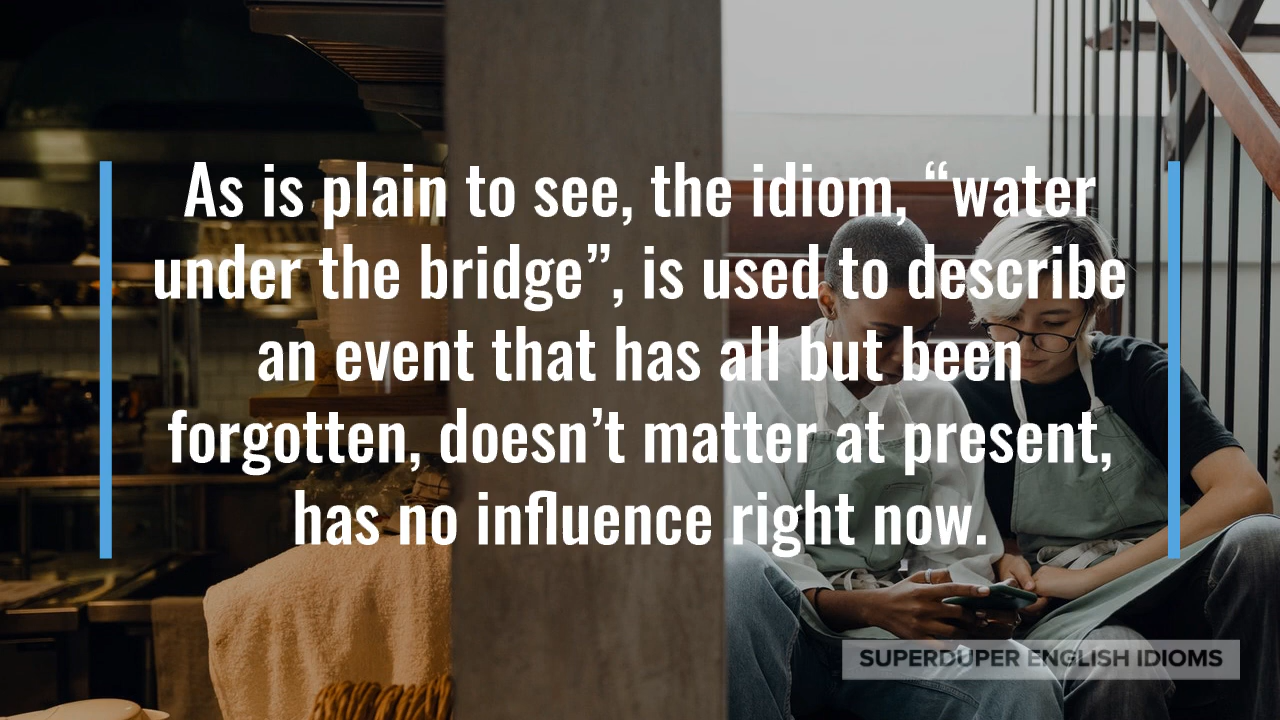 As is plain to see, the idiom, “water
under the bridge”, is used to describe
an event that has all but been
forgotten, doesn’t matter at present,
has no influence right now.
SUPERDUPER ENGLISH IDIOMS